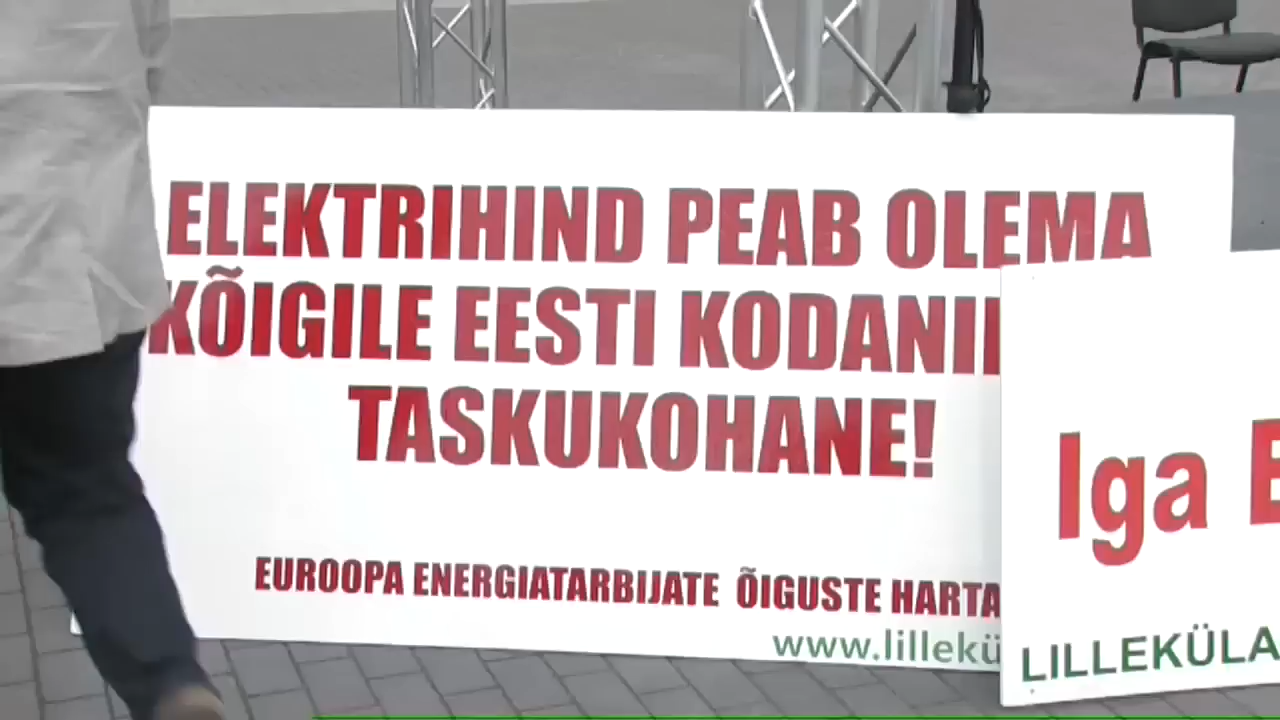 ELEKTRIHIND PEAB OLEMA
KÕIGILE EESTI
TASKUKOHANE!
EUROOPA ENERGIATARBIJATE ÕIGUSTE HARTA
Iga
LILLEKÜLA